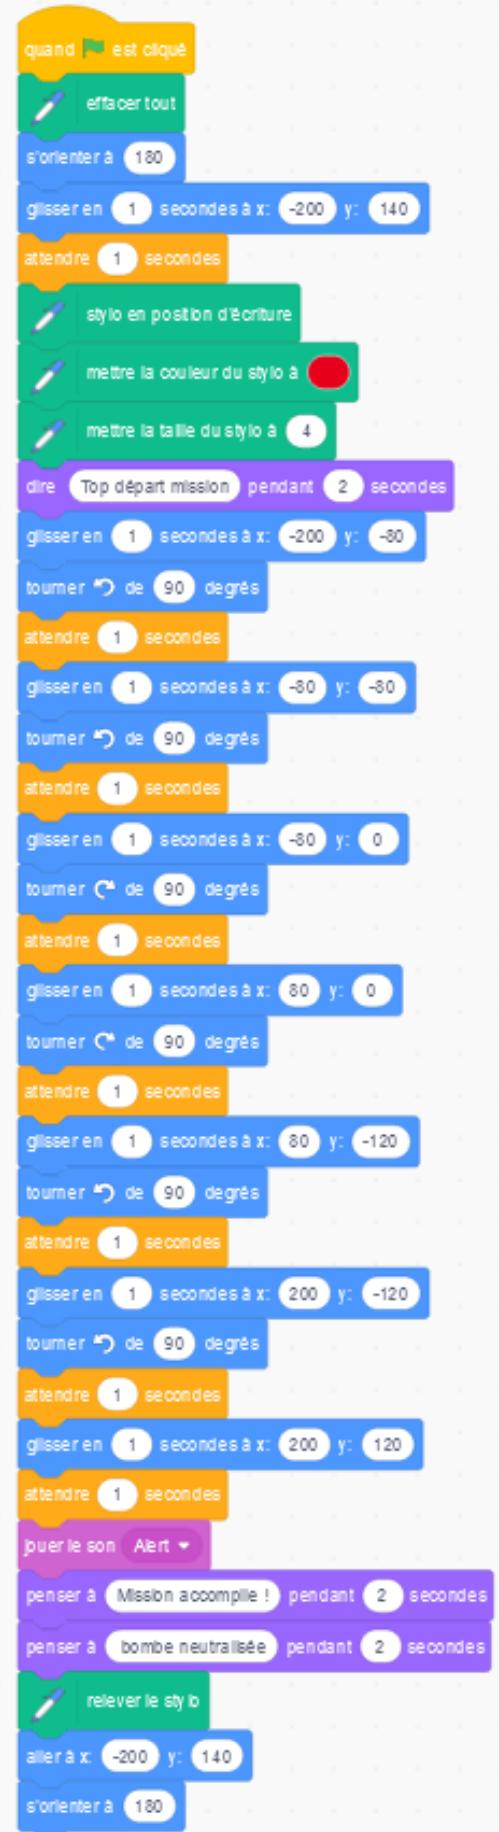 quand est cliqué
effacer tout
s'orienter à 180
glisser en 1 secondes à x: -200 y: 140
attendre 1 secondes
stylo en position d'écriture
mettre la couleur du stylo à
mettre la taille du stylo à 4
dire Top départ mission pendant 2 secondes
glisser en 1 secondes à x: -200 y: -80
tourner de 90 degrés
attendre 1 secondes
glisser en 1 secondes à x: -80 y: -80
tourner de 90 degrés
attendre 1 secondes
glisser en 1 secondes à x: -80 y: 0
tourner de 90 degrés
attendre 1 secondes
glisser en 1 secondes à x: 80 y: 0
tourner de 90 degrés
attendre 1 secondes
glisser en 1 secondes à x: 80 y: -120
tourner de 90 degrés
attendre 1 secondes
glisser en 1 secondes à x: 200 y: -120
tourner de 90 degrés
attendre 1 secondes
glisser en 1 secondes à x: 200 y: 120
attendre 1 secondes
jouer le son Alert
penser à Mission accomplie ! pendant 2 secondes
penser à bombe neutralisée pendant 2 secondes
relever le stylo
aller à x: -200 y: 140
s'orienter à 180